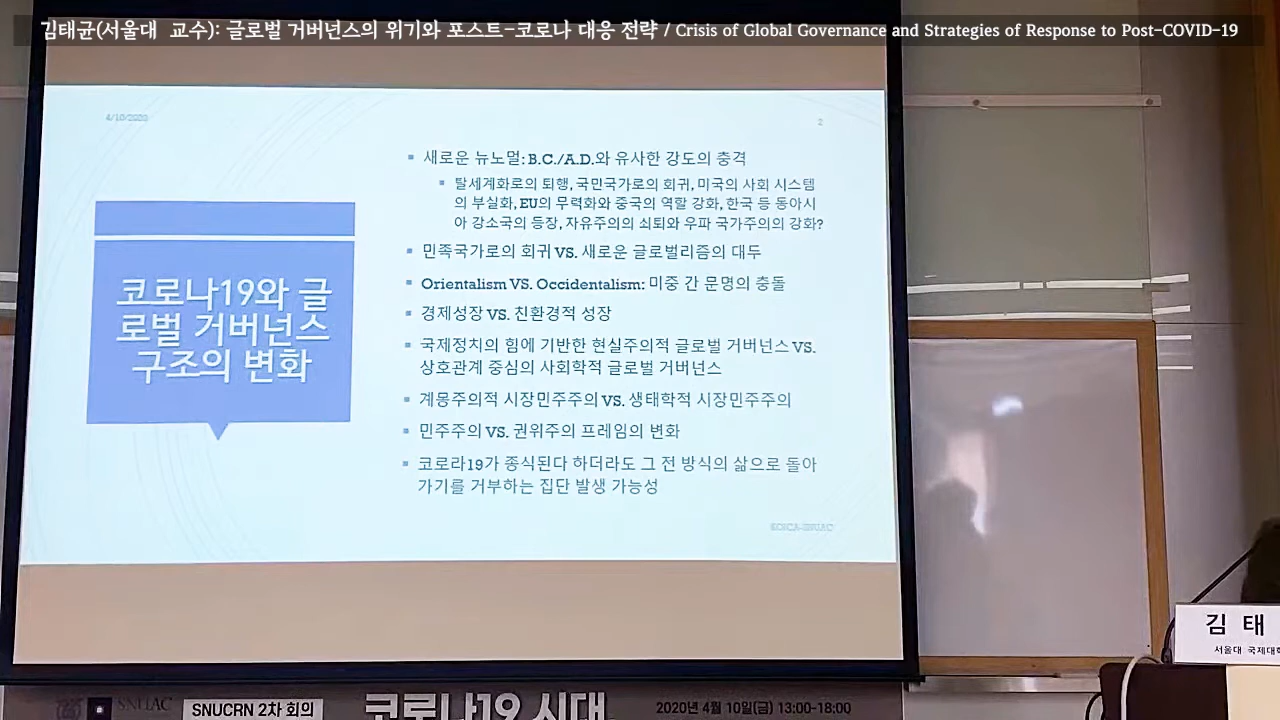 김태균(서울대 교수): 글로벌 거버넌스의 위기와 포스트-코로나 대응 전략 / Crisis of Global Governance and Strategies of Response to Post-COVID-19
4/10/2020
2
코로나19와 글
로벌 거버넌스
구조의 변화
▪ 새로운 뉴노멀: B.C./A.D.와 유사한 강도의 충격
▪ 탈세계화로의 퇴행, 국민국가로의 회귀, 미국의 사회 시스템
의 부실화, EU의 무력화와 중국의 역할 강화, 한국 등 동아시
아 강소국의 등장, 자유주의의 쇠퇴와 우파 국가주의의 강화?
▪ 민족국가로의 회귀 VS. 새로운 글로벌리즘의 대두
▪ Orientalism VS. Occidentalism: 미중 간 문명의 충돌
▪ 경제성장 VS. 친환경적 성장
▪ 국제정치의 힘에 기반한 현실주의적 글로벌 거버넌스 VS.
상호관계 중심의 사회학적 글로벌 거버넌스
▪ 계몽주의적 시장민주주의 VS. 생태학적 시장민주주의
▪ 민주주의 VS. 권위주의 프레임의 변화
▪ 코로라19가 종식된다 하더라도 그 전 방식의 삶으로 돌아
가기를 거부하는 집단 발생 가능성
KOICA-SNUAC
김 태
서울대 국제대학
SNUAC
SNUCRN 2차 회의
코로나19 시대
2020년 4월 10일(금) 13:00-18:00